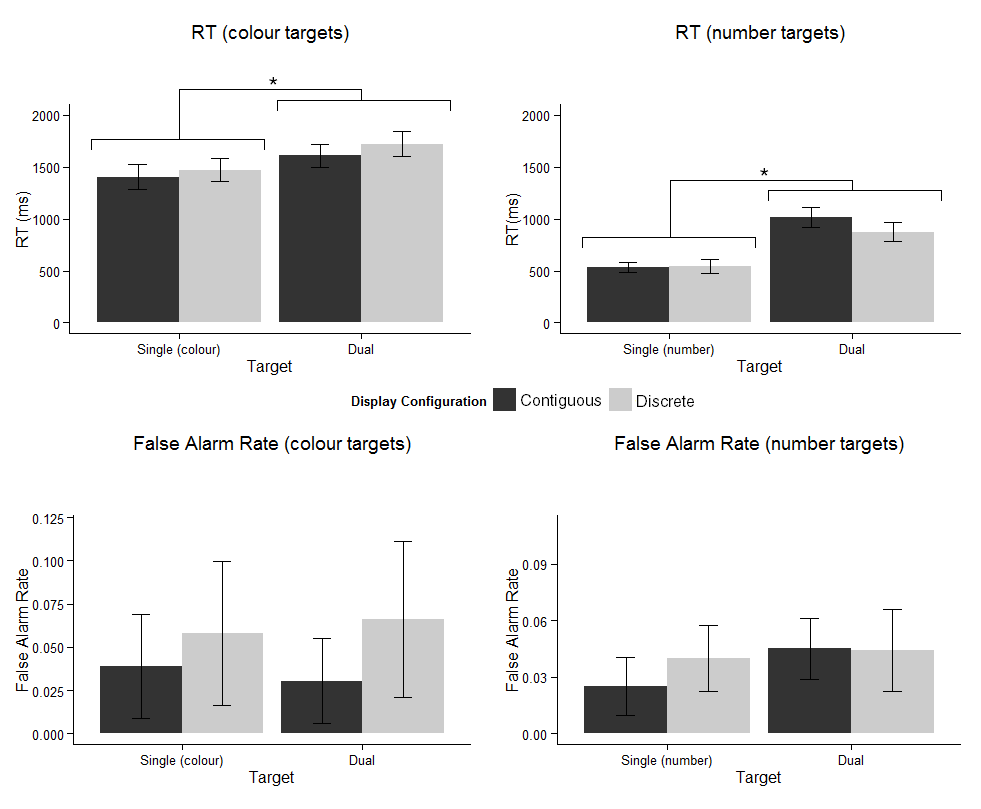 RT (colour targets)
*
2000
1500
1000
500
0
RT (ms)
Single (colour) Dual
Target
RT (number targets)
*
2000
1500
1000
500
0
RT(ms)
Single (number) Dual
Target
Display Configuration Contiguous Discrete
False Alarm Rate (colour targets)
0.125
0.100
0.075
0.050
0.025
0.000
False Alarm Rate
Single (colour) Dual
Target
False Alarm Rate (number targets)
0.09
0.06
0.03
0.00
False Alarm Rate
Single (number) Dual
Target